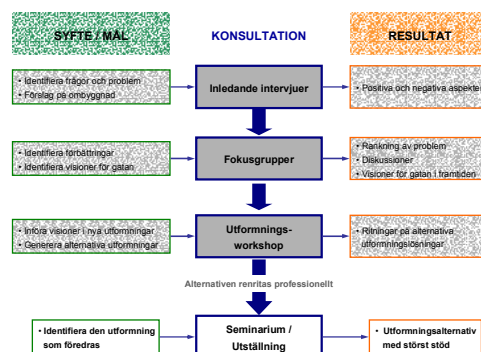 SYFTE / MÅL
KONSULTATION
RESULTAT
• Identifiera frågor och problem
• Förslag på ombyggnad
Inledande intervjuer
• Positiva och negativa aspekter
• Identifiera förbättringar
• Identifiera visioner för gatan
Fokusgrupper
• Rankning av problem
• Diskussioner
• Visioner för gatan i framtiden
• Införa visioner i nya utformningar
• Generera alternativa utformningar
Utformnings-
workshop
• Ritningar på alternativa
utformningslösningar
Alternativen renritas professionellt
• Identifiera den utformning
som föredras
Seminarium /
Utställning
• Utformningsalternativ
med störst stöd